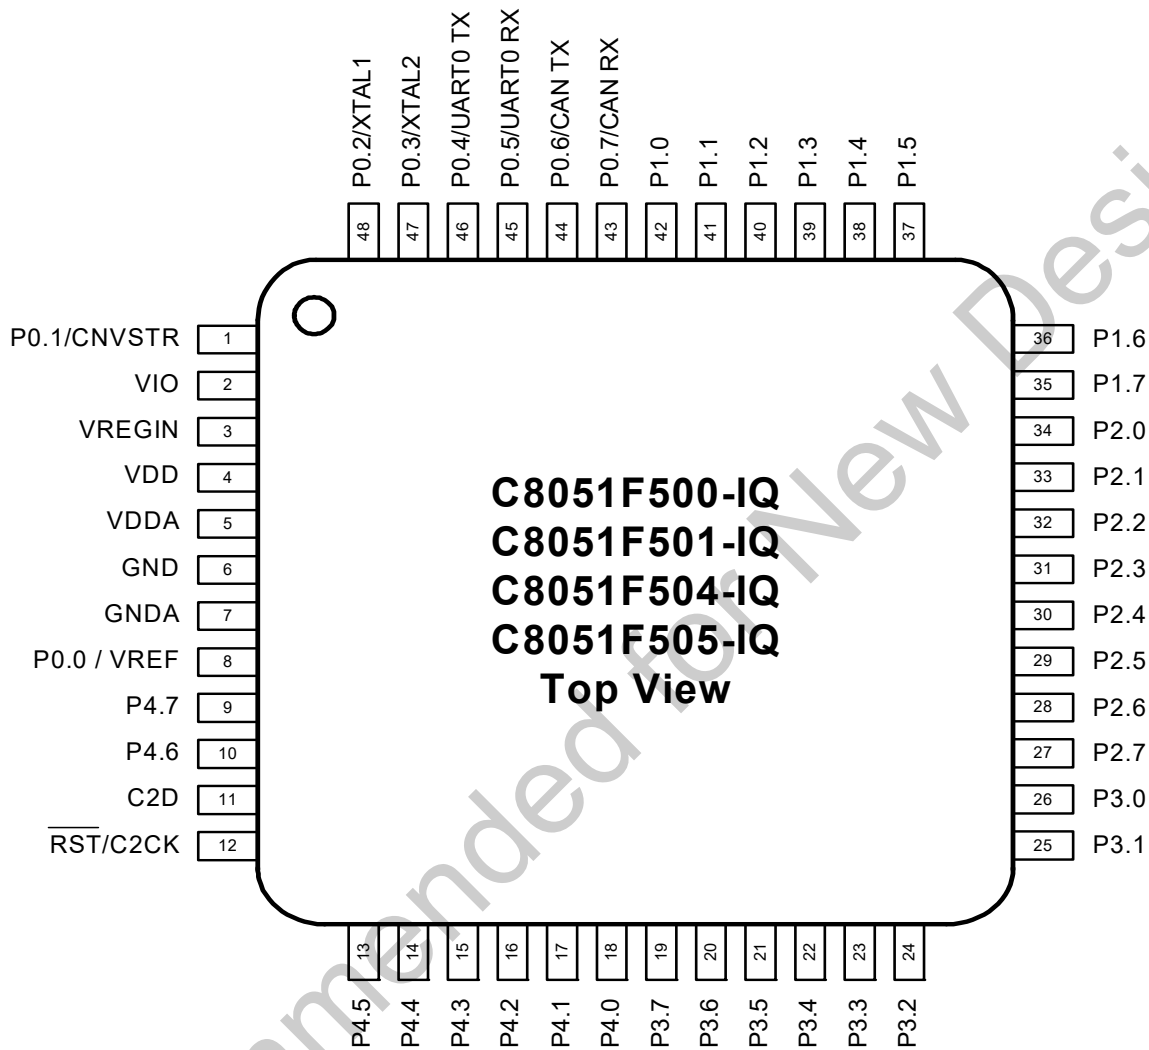 P0.2/XTAL1
P0.3/XTAL2
P0.4/UART0 TX
P0.5/UART0 RX
P0.6/CAN TX
P0.7/CAN RX
P1.0
P1.1
P1.2
P1.3
P1.4
P1.5
48
47
46
45
44
43
42
41
40
39
38
37
P0.1/CNVSTR 1
VIO 2
VREGIN 3
VDD 4
VDDA 5
GND 6
GNDA 7
P0.0 / VREF 8
P4.7 9
P4.6 10
C2D 11
RST/C2CK 12
C8051F500-IQ
C8051F501-IQ
C8051F504-IQ
C8051F505-IQ
Top View
36 P1.6
35 P1.7
34 P2.0
33 P2.1
32 P2.2
31 P2.3
30 P2.4
29 P2.5
28 P2.6
27 P2.7
26 P3.0
25 P3.1
13
14
15
16
17
18
19
20
21
22
23
24
P4.5
P4.4
P4.3
P4.2
P4.1
P4.0
P3.7
P3.6
P3.5
P3.4
P3.3
P3.2
for New